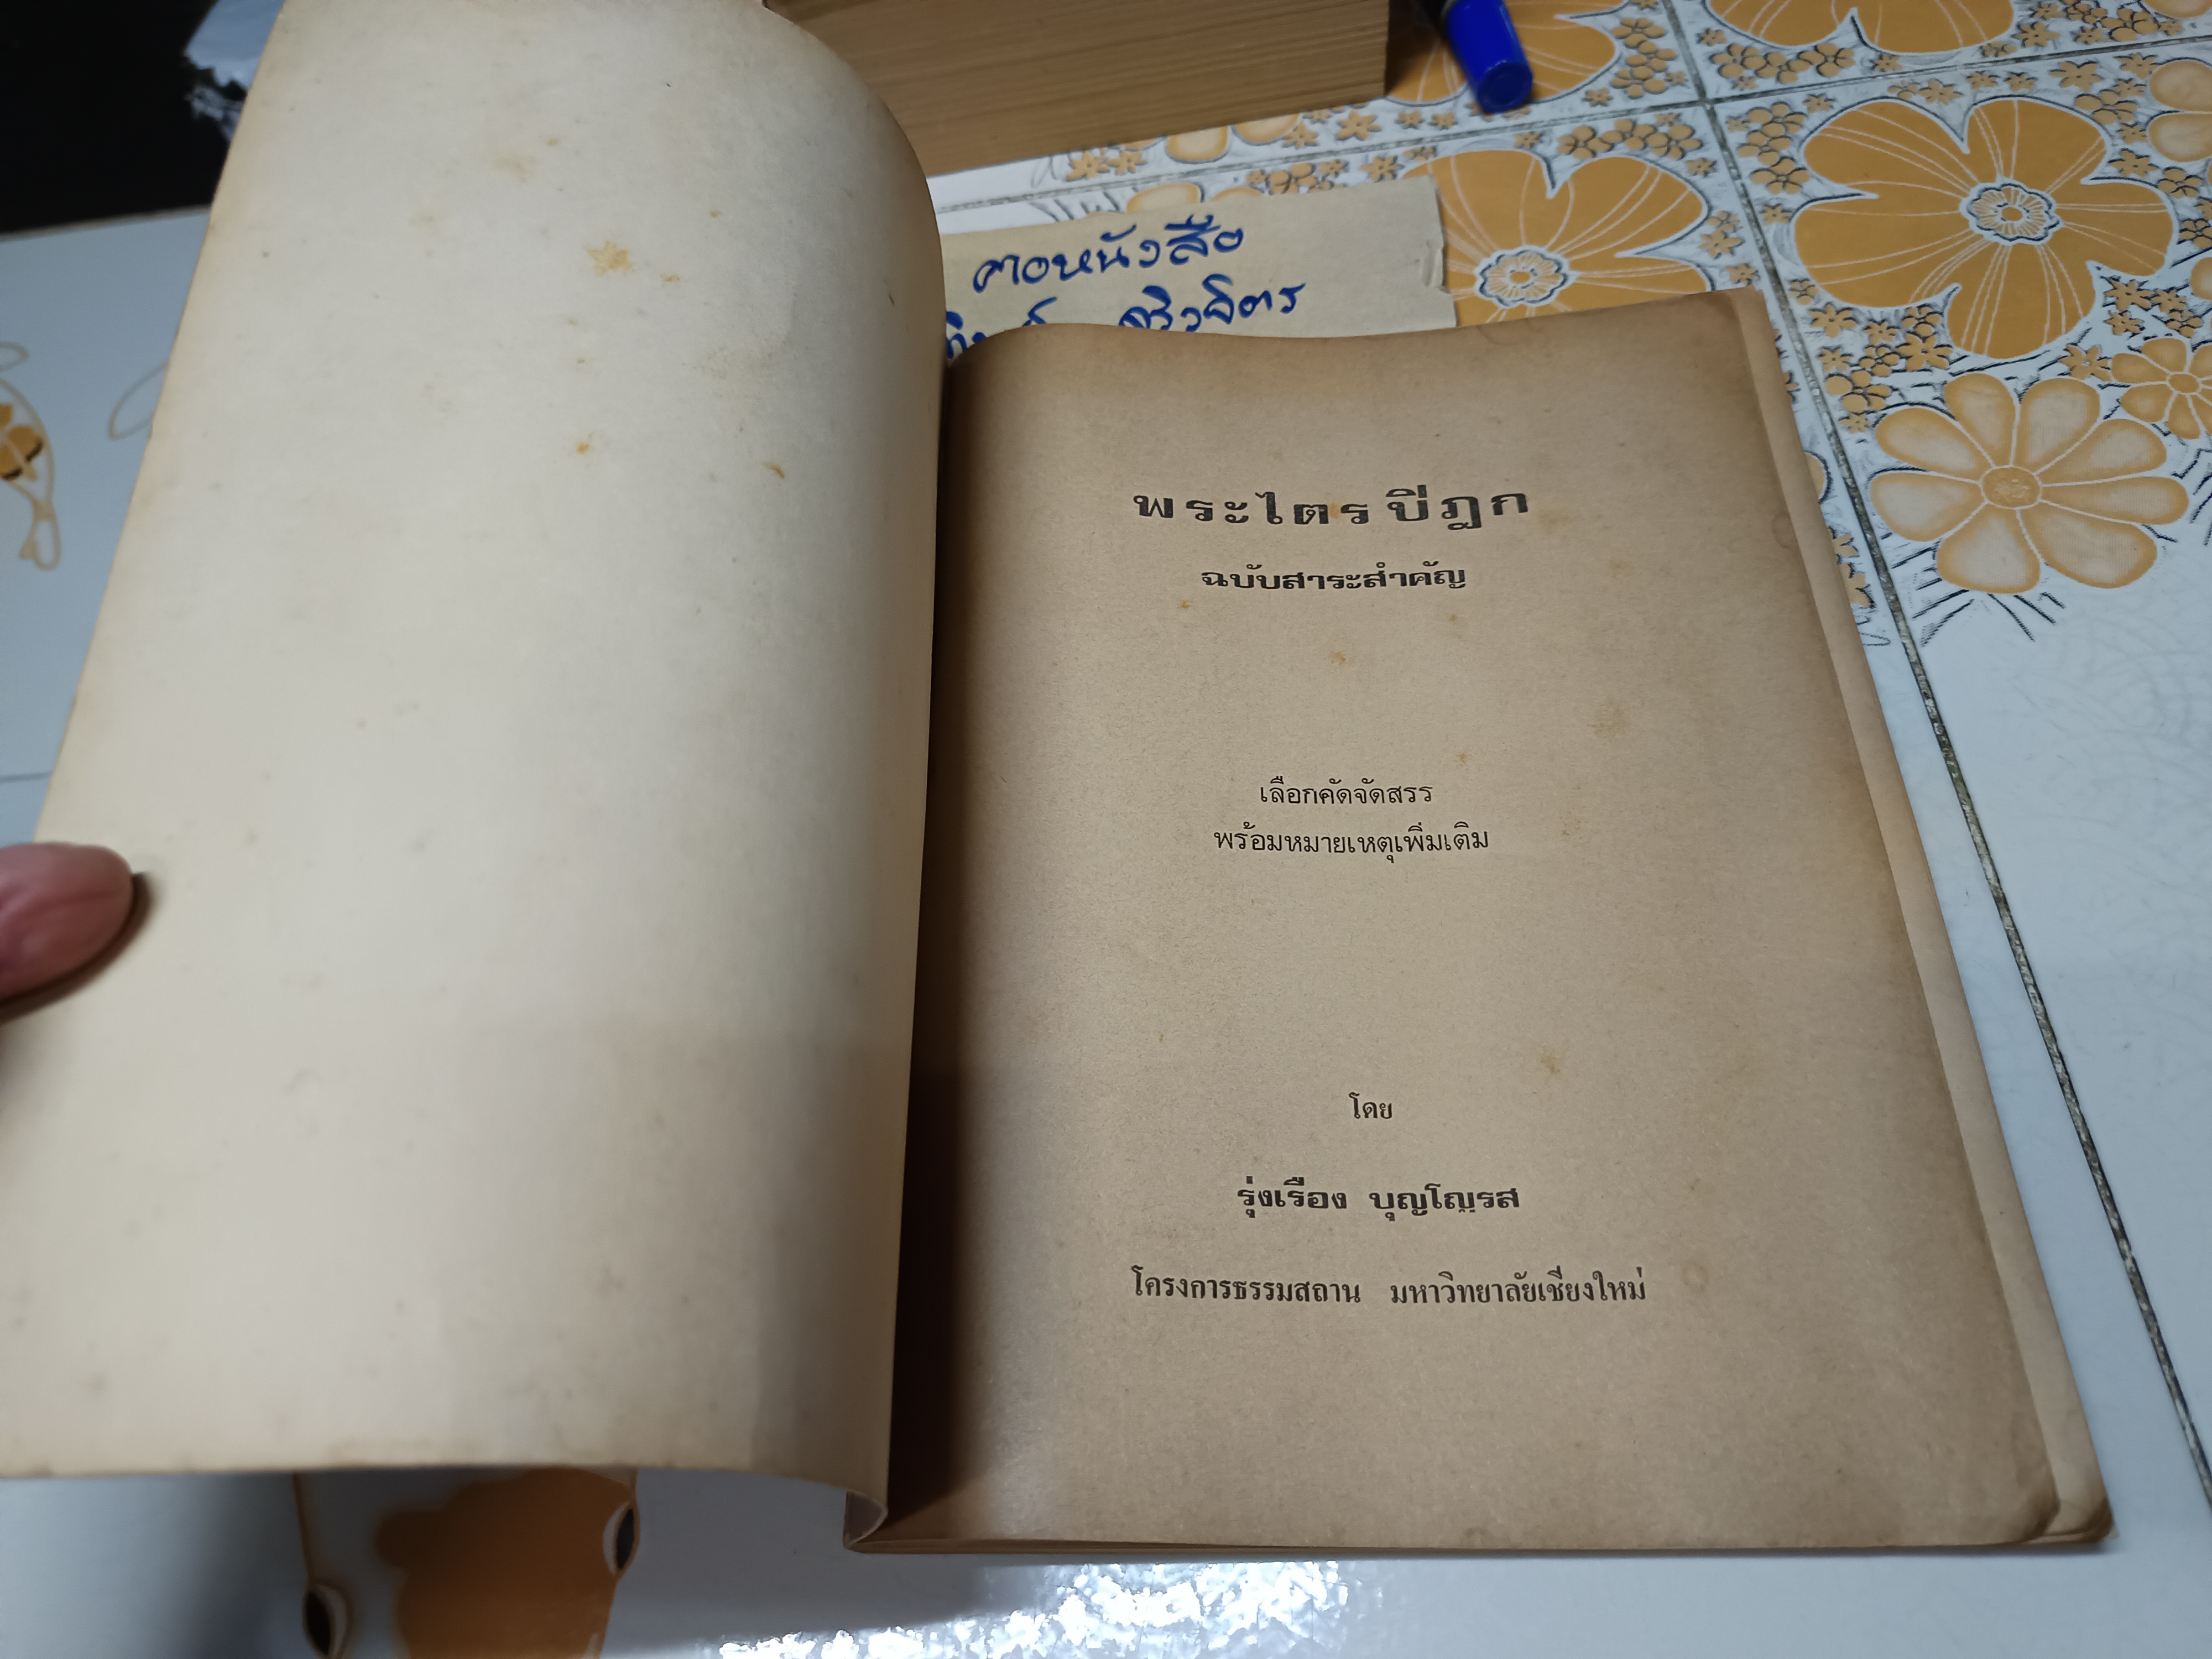 คอหนังสือ
ศิวจิตร
พระไตรปิฎก
ฉบับสาระสำคัญ
เลือกคัดจัดสรร
พร้อมหมายเหตุเพิ่มเติม
โดย
รุ่งเรือง บุญโญรส
โครงการธรรมสถาน มหาวิทยาลัยเชียงใหม่